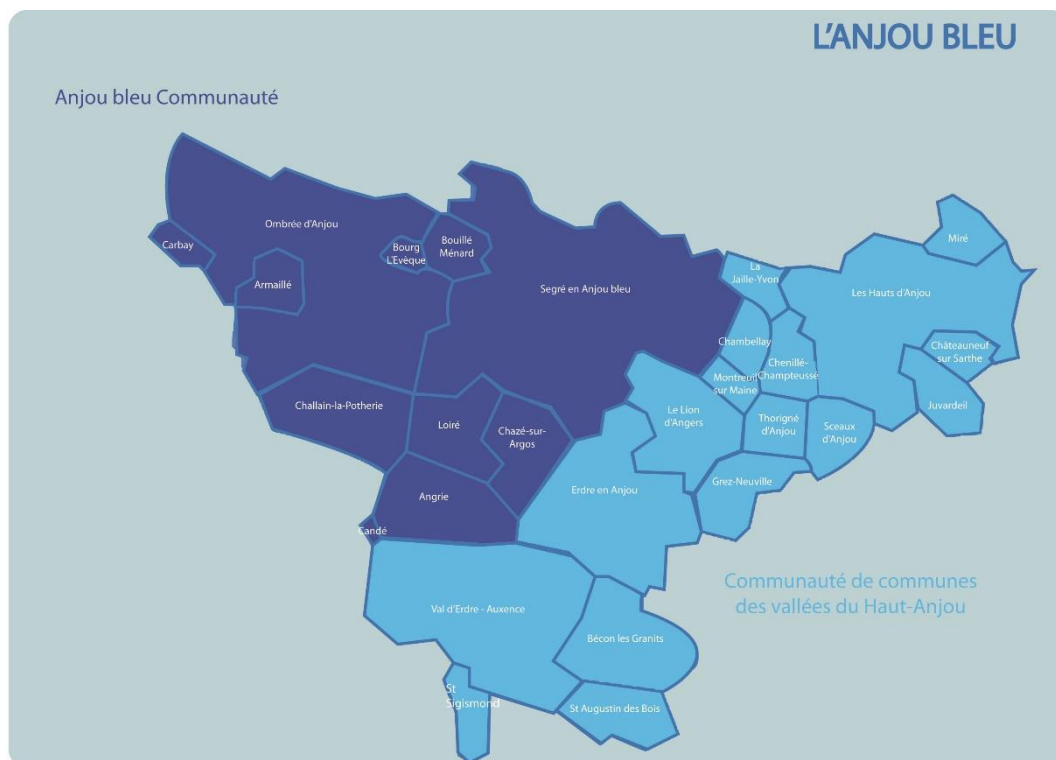 L'ANJOU BLEU
Anjou bleu Communauté
Ombrée d'Anjou
Carbay
Bourg
L'Evèque
Bouillé
Ménard
Armaillé
Segré en Anjou bleu
La
Jaille-Yvon
Miré
Les Hauts d'Anjou
Chambellay
Chenillé-
Champteussé
Châteauneuf
sur Sarthe
Montreuil
sur Maine
Juvardeil
Challain-la-Potherie
Loiré
Chazé-sur-
Argos
Le Lion
d'Angers
Thorigné
d'Anjou
Sceaux
d'Anjou
Angrie
Erdre en Anjou
Grez-Neuville
Candé
Communauté de communes
des vallées du Haut-Anjou
Val d'Erdre - Auxence
Bécon les Granits
St
Sigismond
St Augustin des Bois